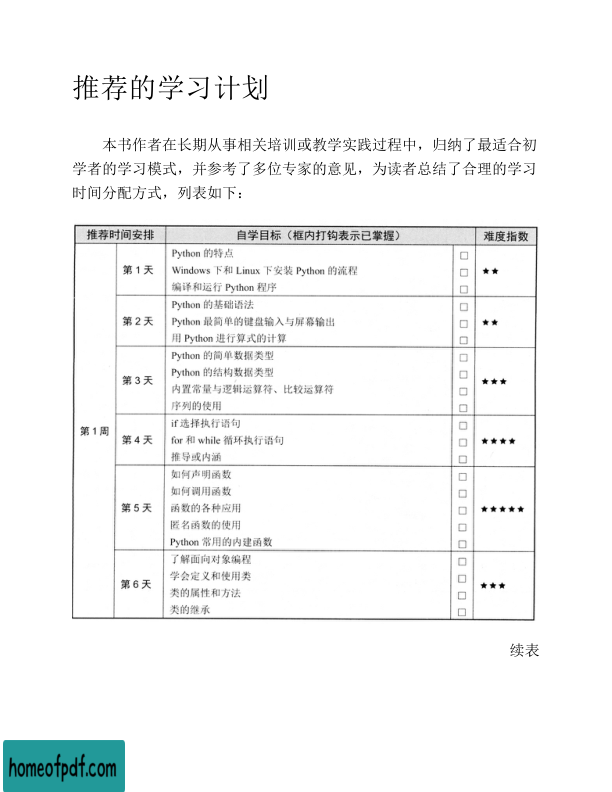 推荐的学习计划
本书作者在长期从事相关培训或教学实践过程中，归纳了最适合初
学者的学习模式，并参考了多位专家的意见，为读者总结了合理的学习
时间分配方式，列表如下：
推荐时间安排 自学目标（框内打钩表示已掌握） 难度指数
第1周
第1天
Python 的特点 □
Windows 下和 Linux 下安装 Python 的流程 □
编译和运行 Python 程序 □
★★
第2天
Python 的基础语法 □
Python 最简单的键盘输入与屏幕输出 □
用 Python 进行算式的计算 □
★★
第3天
Python 的简单数据类型 □
Python 的结构数据类型 □
内置常量与逻辑运算符、比较运算符 □
序列的使用 □
★★★
第4天
if 选择执行语句 □
for 和 while 循环执行语句 □
推导或内涵 □
★★★★
第5天
如何声明函数 □
如何调用函数 □
函数的各种应用 □
匿名函数的使用 □
Python 常用的内建函数 □
★★★★★
第6天
了解面向对象编程 □
学会定义和使用类 □
类的属性和方法 □
类的继承 □
★★★
续表
homeofpdf.com